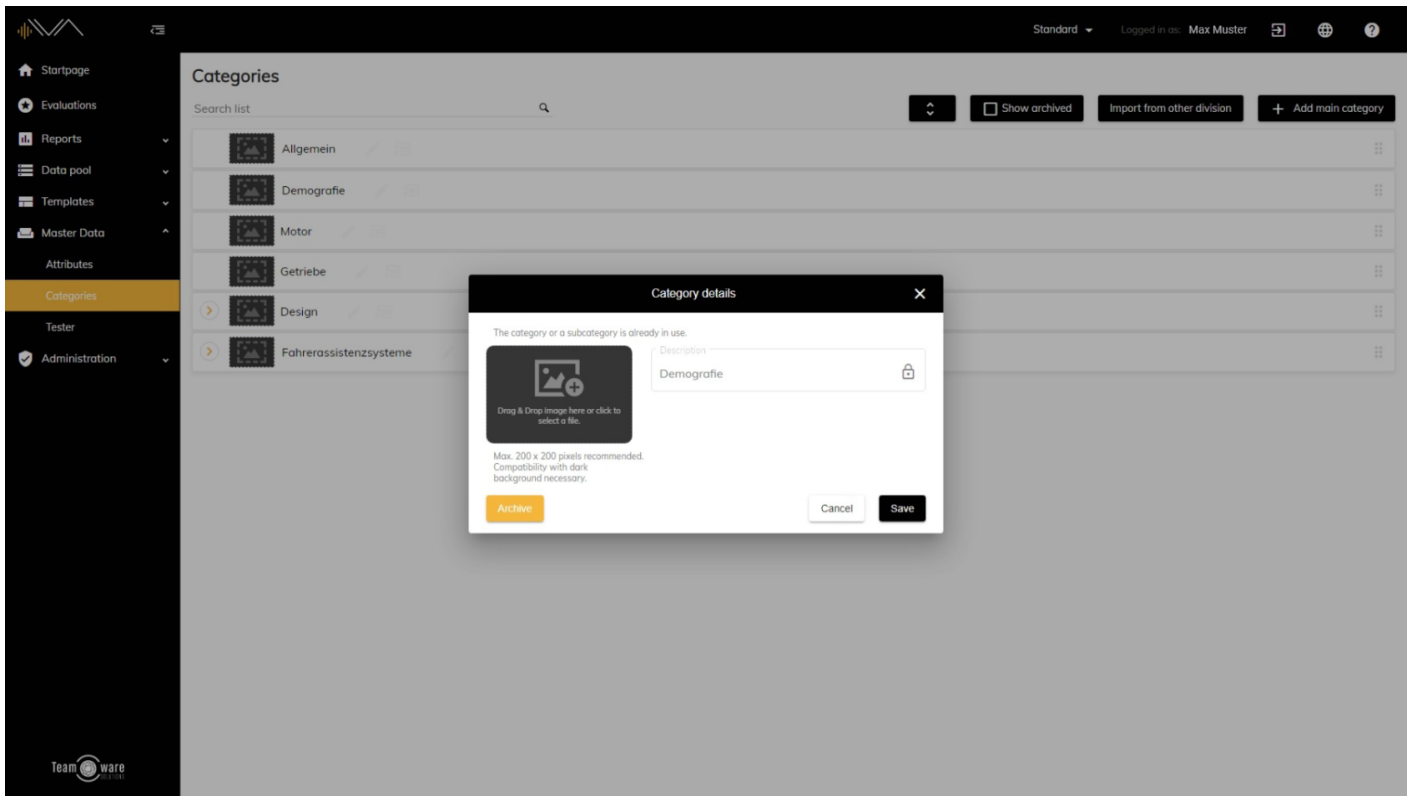 Standard
Logged in as: Max Muster
Startpage
Evaluations
Reports
Data pool
Templates
Master Data
Attributes
Categories
Tester
Administration
Team ware
SOLUTIONS
Categories
Search list
Show archived
Import from other division
+ Add main category
Allgemein
Demografie
Motor
Getriebe
Design
Fahrerassistenzsysteme
Category details
The category or a subcategory is already in use.
Drag & Drop image here or click to
select a file.
Description
Demografie
Max. 200 x 200 pixels recommended.
Compatibility with dark
background necessary.
Archive
Cancel
Save